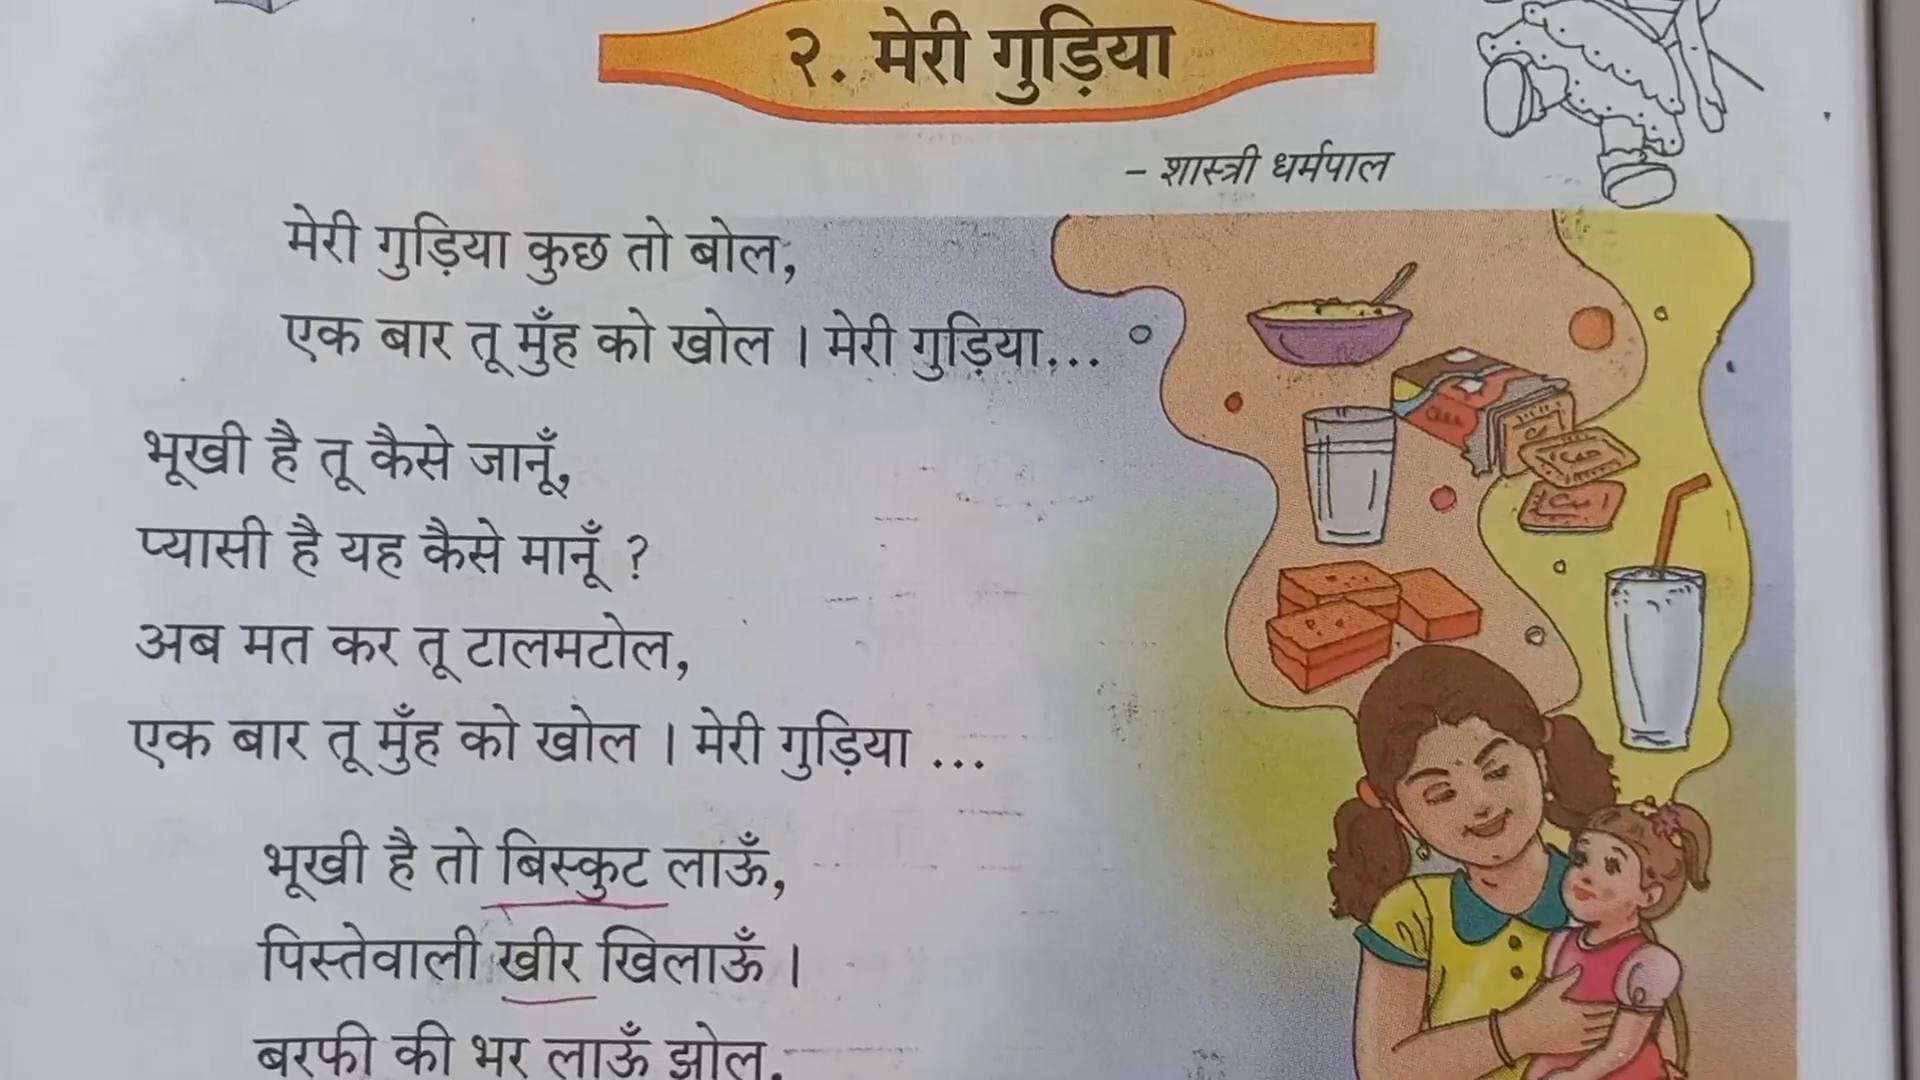 २. मेरी गुड़िया
– शास्त्री धर्मपाल
मेरी गुड़िया कुछ तो बोल,
एक बार तू मुँह को खोल । मेरी गुड़िया...
भूखी है तू कैसे जानूँ,
प्यासी है यह कैसे मानूँ ?
अब मत कर तू टालमटोल,
एक बार तू मुँह को खोल । मेरी गुड़िया ...
भूखी है तो बिस्कुट लाऊँ,
पिस्तेवाली खीर खिलाऊँ ।
बरफी की भर लाऊँ झोल,